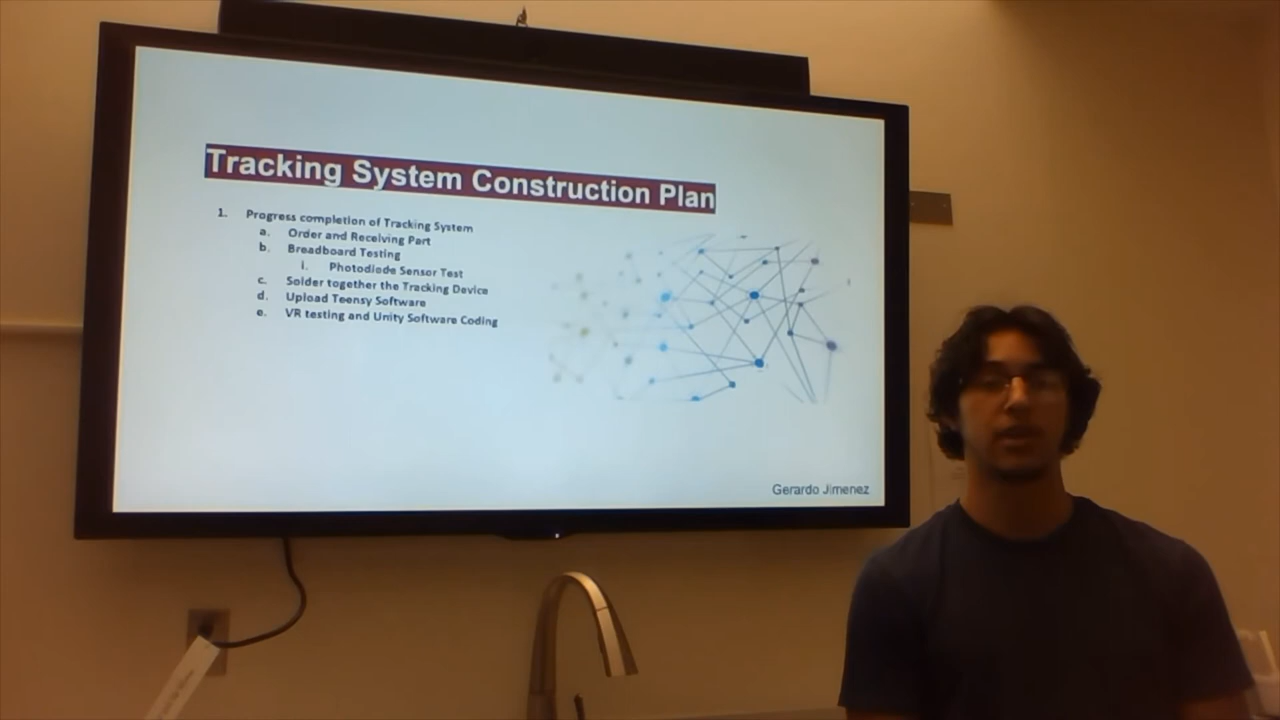 Tracking System Construction Plan
1. Progress completion of Tracking System
a. Order and Receiving Part
b. Breadboard Testing
i. Photodiode Sensor Test
c. Solder together the Tracking Device
d. Upload Teensy Software
e. VR testing and Unity Software Coding
Gerardo Jimenez